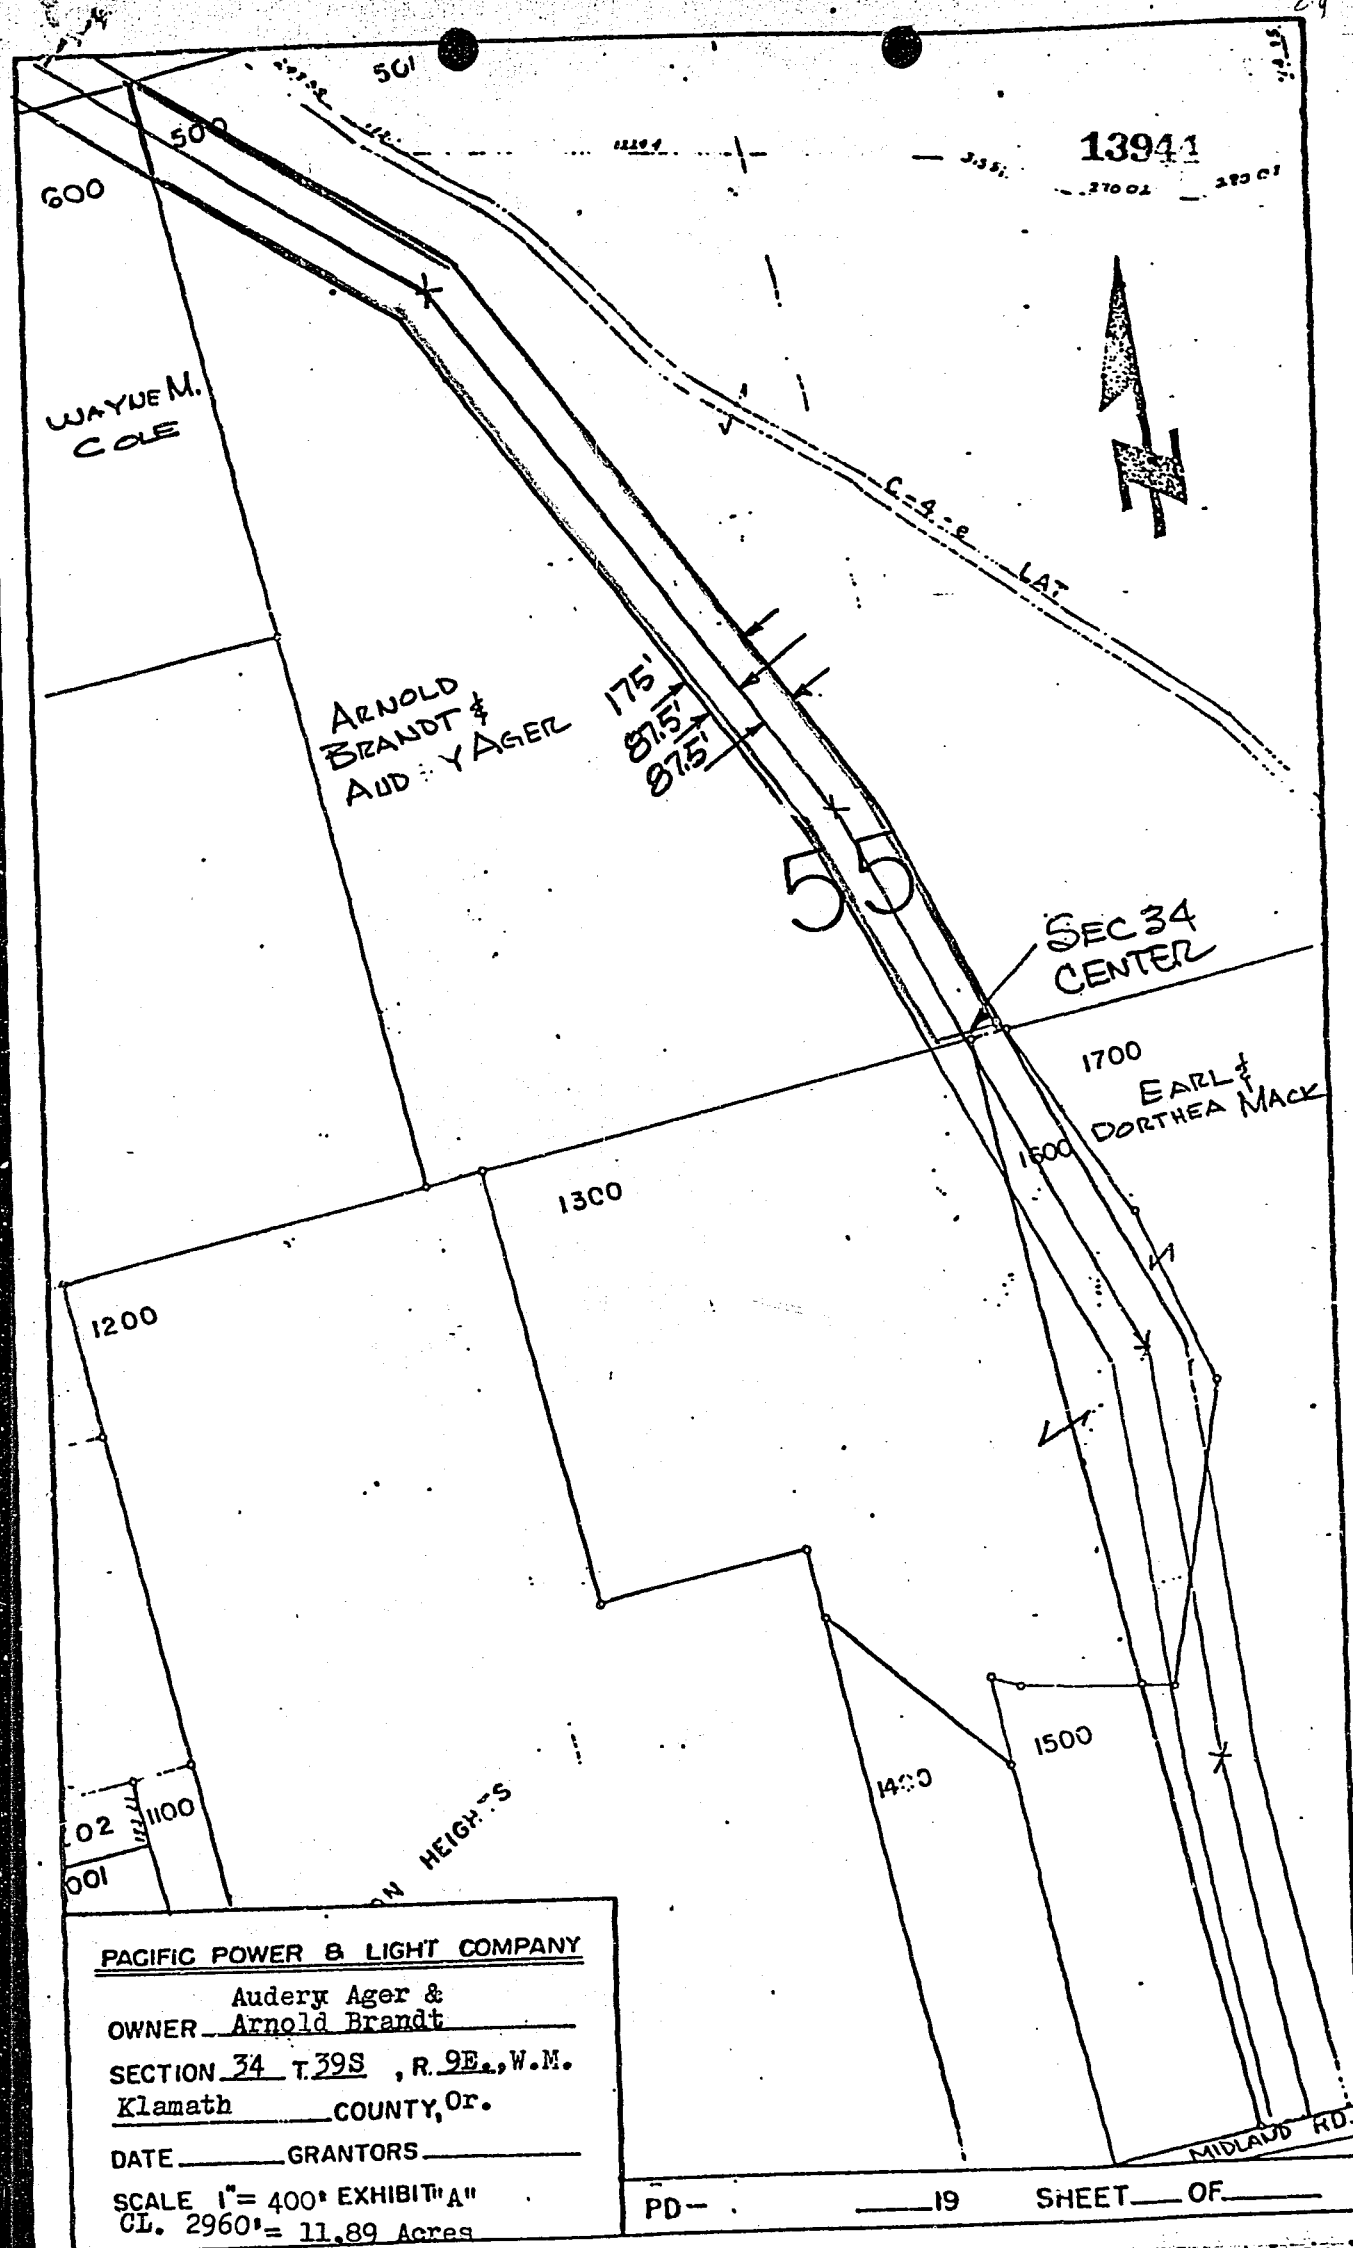 501
500
600
13941
270 02
WAYNE M.
COLE
C-4-e
LAT
ARNOLD
BRANDT &
AGER
175'
87.5'
87.5'
55
SEC 34
CENTER
1700
EARL &
DORTHEA MACK
1600
1300
1200
1500
1100
02
001
HEIGHTS
PACIFIC POWER & LIGHT COMPANY
Audery Ager &
OWNER Arnold Brandt
SECTION 34 T. 39S , R. 9E., W.M.
Klamath COUNTY, Or.
DATE GRANTORS
SCALE 1"= 400' EXHIBIT "A"
CL. 2960'= 11.89 Acres
MIDLAND RD.
PD- 19 SHEET OF